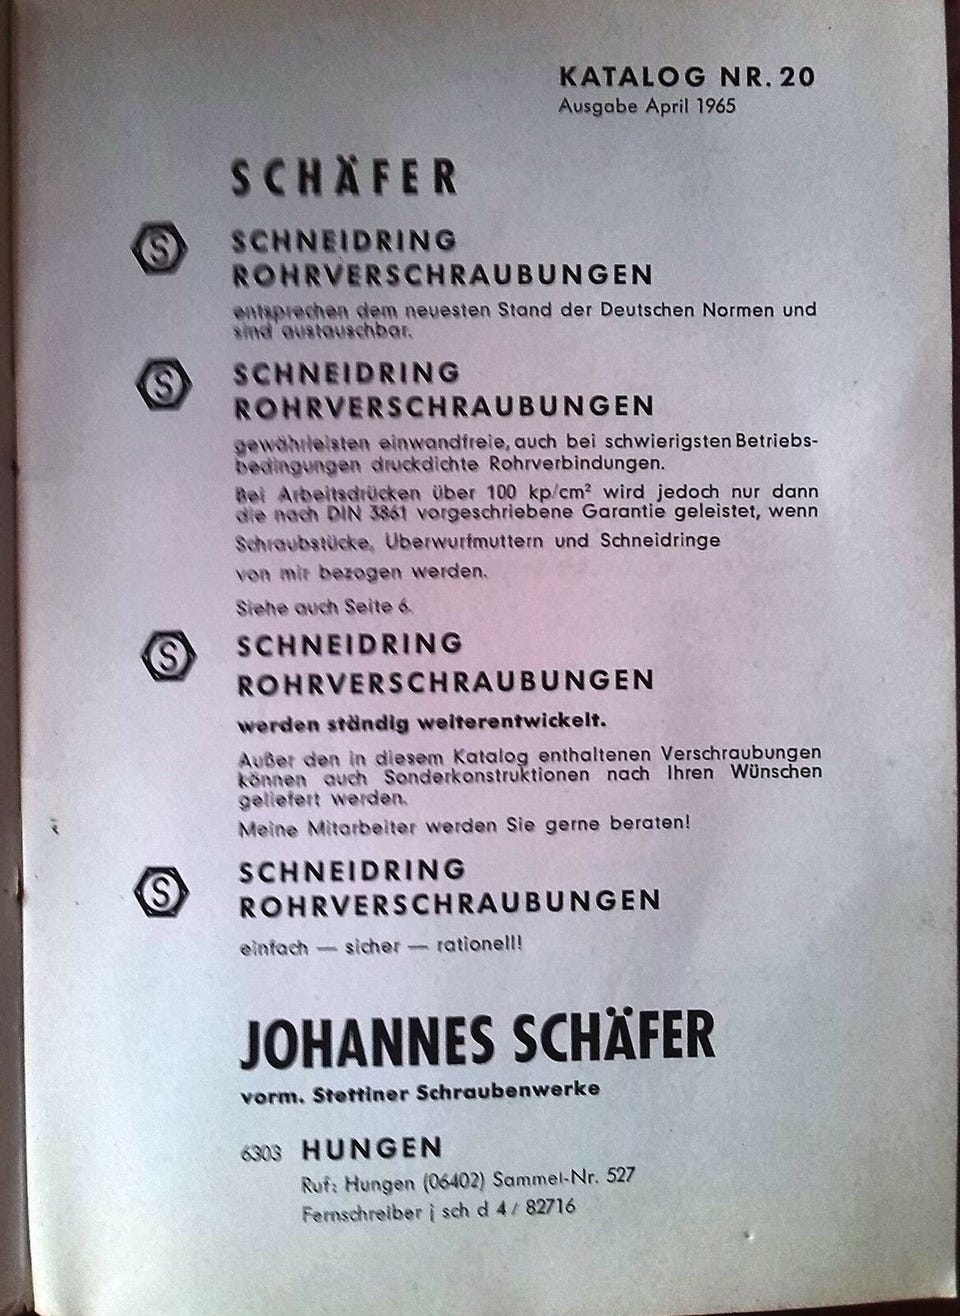 KATALOG NR. 20
Ausgabe April 1965
SCHÄFER
S
SCHNEIDRING
ROHRVERSCHRAUBUNGEN
entsprechen dem neuesten Stand der Deutschen Normen und
sind austauschbar.
S
SCHNEIDRING
ROHRVERSCHRAUBUNGEN
gewährleisten einwandfreie, auch bei schwierigsten Betriebs-
bedingungen druckdichte Rohrverbindungen.
Bei Arbeitsdrücken über 100 kp/cm² wird jedoch nur dann
die nach DIN 3861 vorgeschriebene Garantie geleistet, wenn
Schraubstücke, Überwurfmuttern und Schneidringe
von mir bezogen werden.
Siehe auch Seite 6.
S
SCHNEIDRING
ROHRVERSCHRAUBUNGEN
werden ständig weiterentwickelt.
Außer den in diesem Katalog enthaltenen Verschraubungen
können auch Sonderkonstruktionen nach Ihren Wünschen
geliefert werden.
Meine Mitarbeiter werden Sie gerne beraten!
S
SCHNEIDRING
ROHRVERSCHRAUBUNGEN
einfach — sicher — rationell!
JOHANNES SCHÄFER
vorm. Stettiner Schraubenwerke
6303 HUNGEN
Ruf: Hungen (06402) Sammel-Nr. 527
Fernschreiber j sch d 4 / 82716